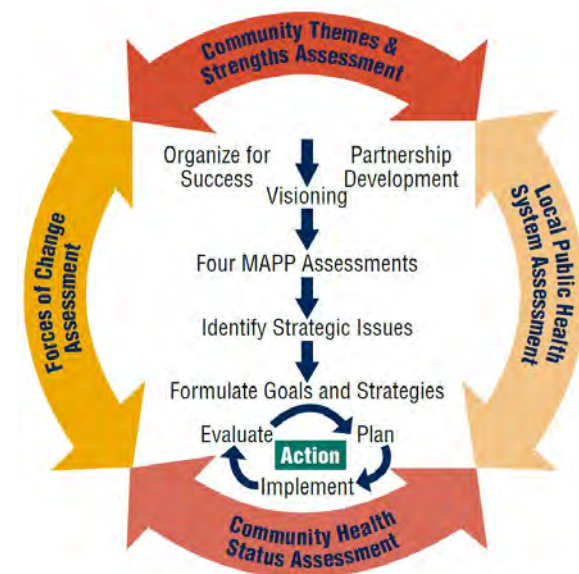 Community Themes &
Strengths Assessment
Organize for
Success
Partnership
Development
Visioning
Four MAPP Assessments
Identify Strategic Issues
Formulate Goals and Strategies
Evaluate
Plan
Action
Implement
Forces of Change
Assessment
Local Public Health
System Assessment
Community Health
Status Assessment